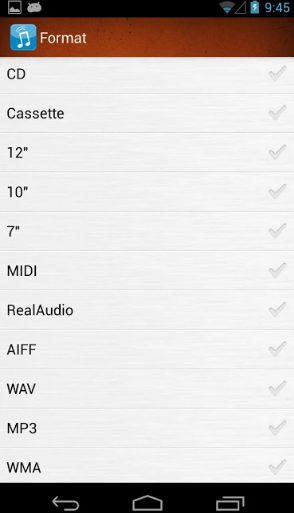 9:45
Format
CD
Cassette
12"
10"
7"
MIDI
RealAudio
AIFF
WAV
MP3
WMA